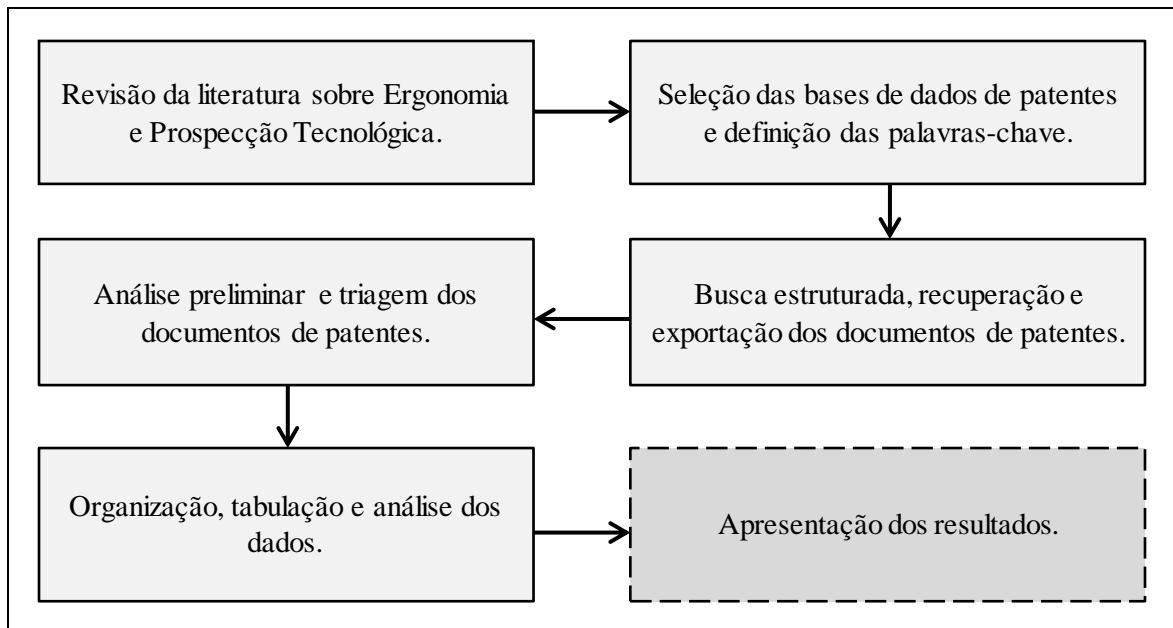 Revisão da literatura sobre Ergonomia
e Prospecção Tecnológica.
Seleção das bases de dados de patentes
e definição das palavras-chave.
Busca estruturada, recuperação e
exportação dos documentos de patentes.
Análise preliminar e triagem dos
documentos de patentes.
Organização, tabulação e análise dos
dados.
Apresentação dos resultados.